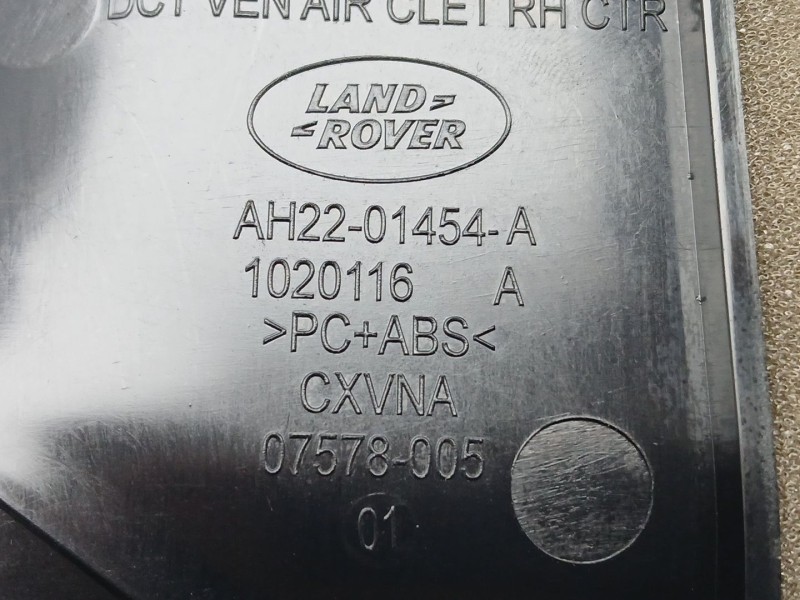 DCT VEN AIR CLET RH CTR
LAND
ROVER
AH22-01454-A
1020116 A
>PC+ABS<
CXVNA
07578-005
01